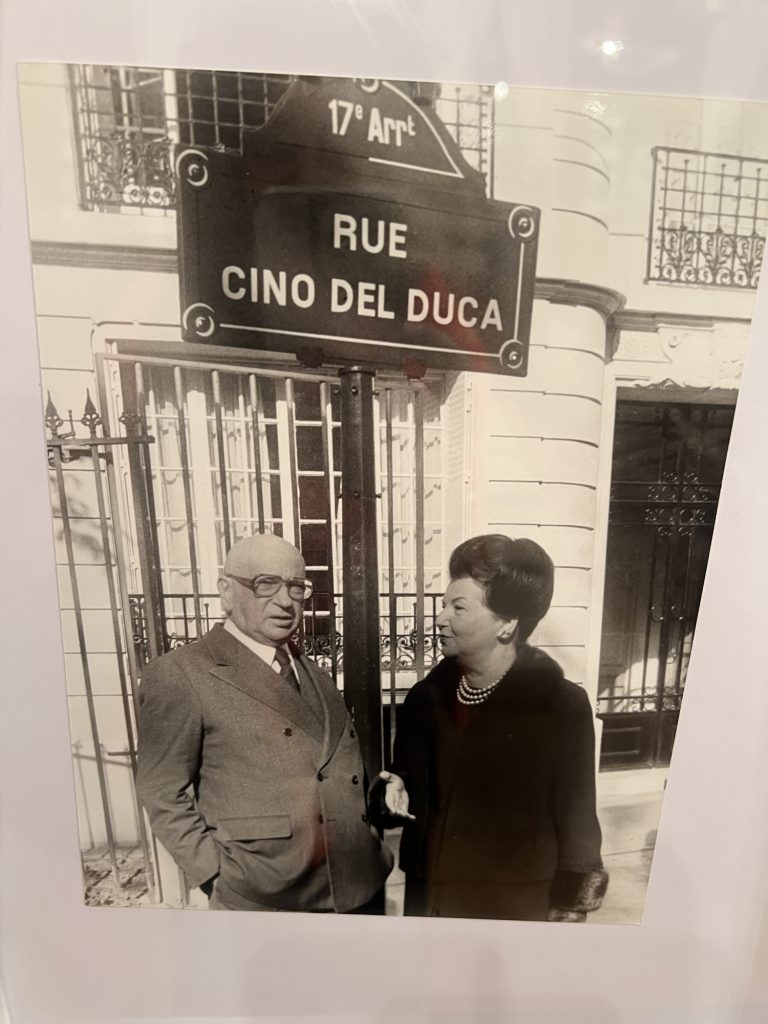 17e Arrt
RUE
CINO DEL DUCA